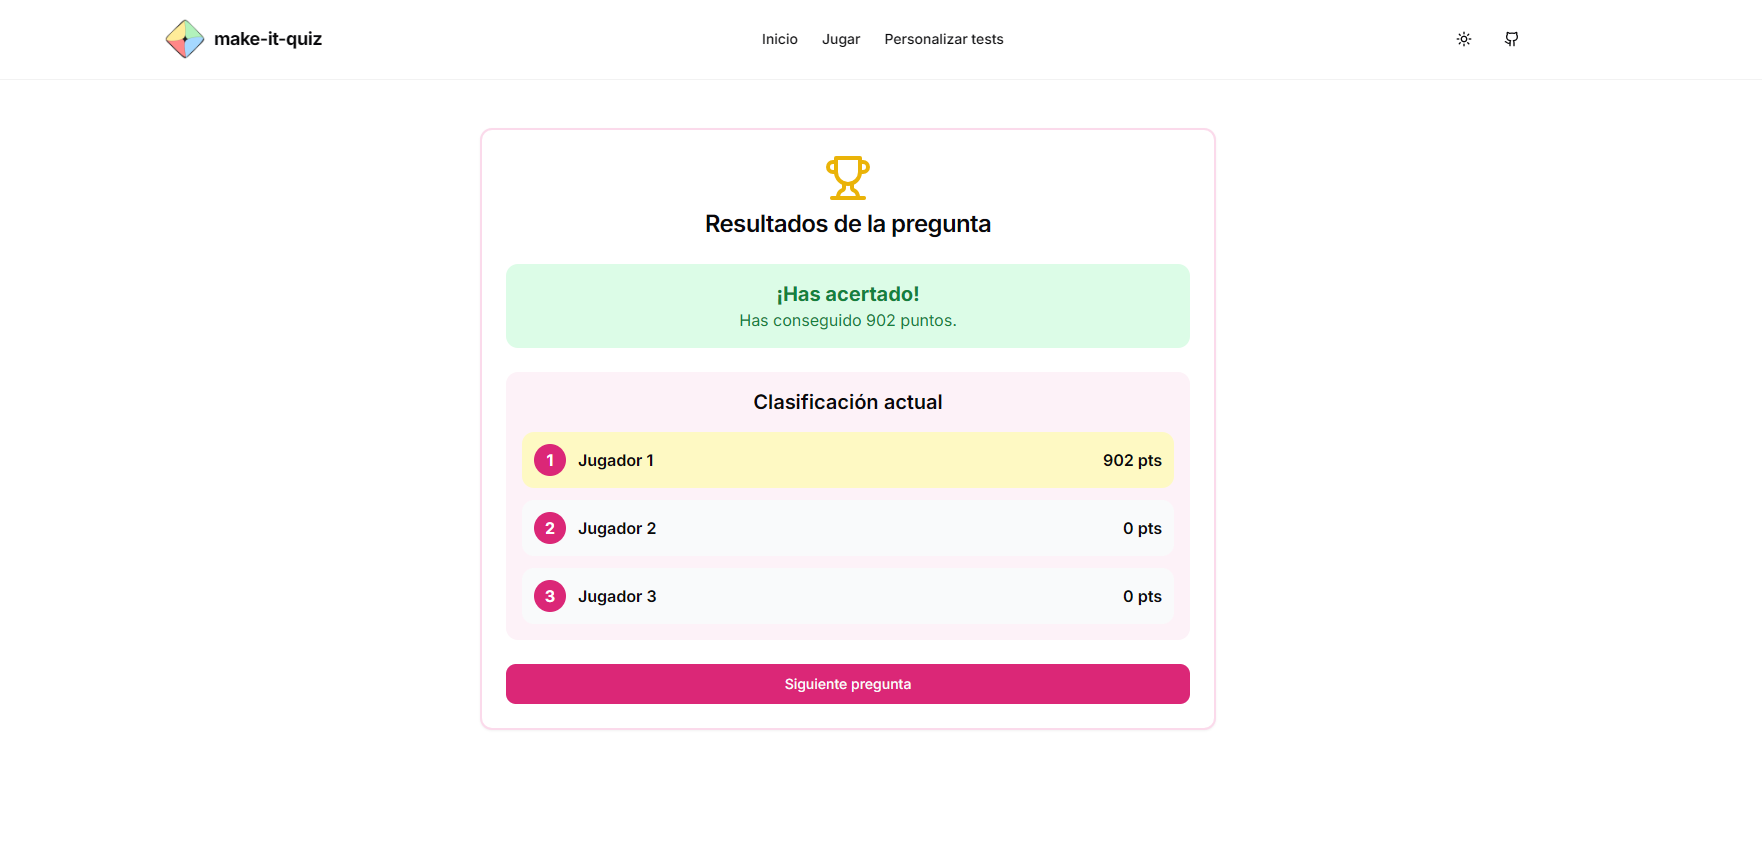 make-it-quiz
Inicio Jugar Personalizar tests
Resultados de la pregunta
¡Has acertado!
Has conseguido 902 puntos.
Clasificación actual
1 Jugador 1 902 pts
2 Jugador 2 0 pts
3 Jugador 3 0 pts
Siguiente pregunta